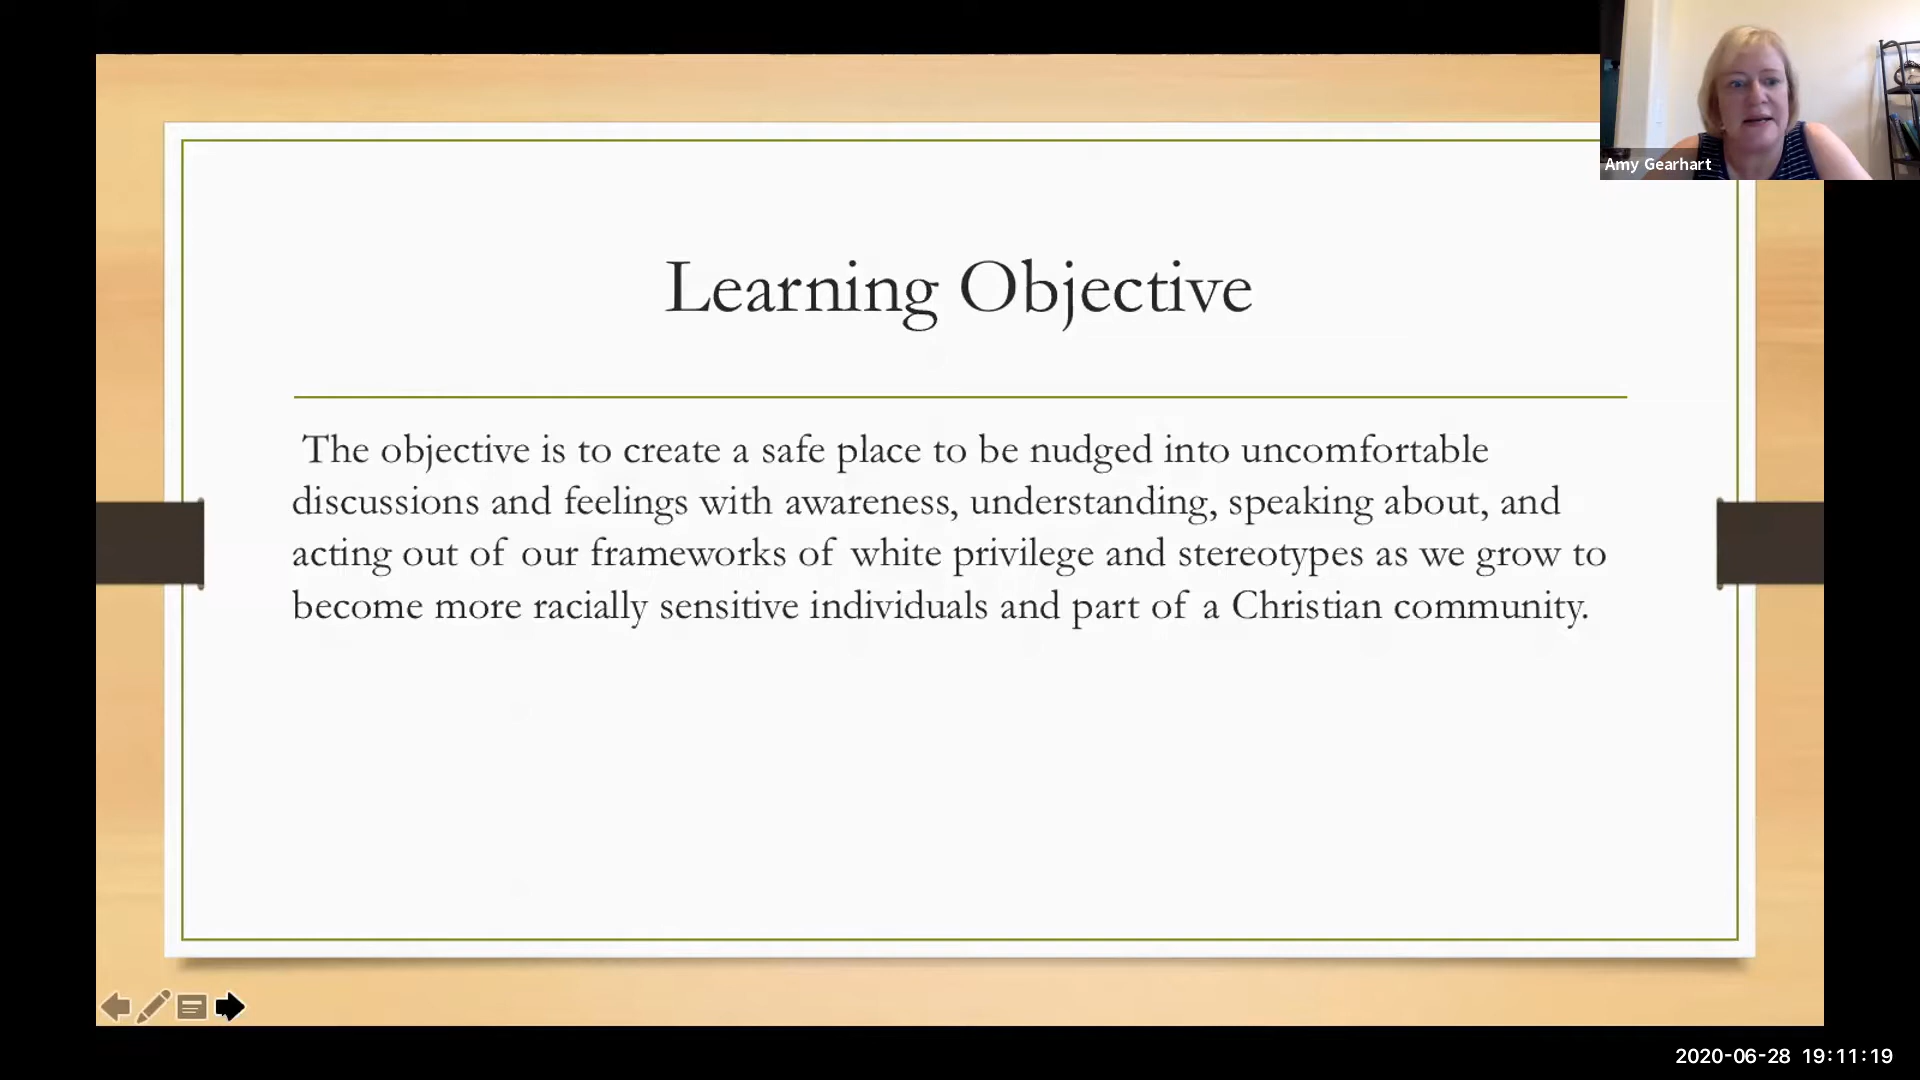 Amy Gearhart
Learning Objective
The objective is to create a safe place to be nudged into uncomfortable
discussions and feelings with awareness, understanding, speaking about, and
acting out of our frameworks of white privilege and stereotypes as we grow to
become more racially sensitive individuals and part of a Christian community.
2020-06-28 19:11:19